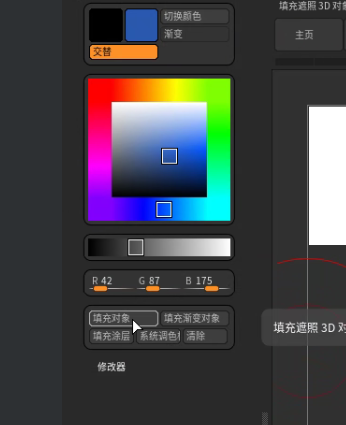 填充遮照 3D 对
切换颜色
渐变
交替
主页
R 42 G 87 B 175
填充对象 填充渐变对象
填充涂层 系统调色 清除
填充遮照 3D 对
修改器